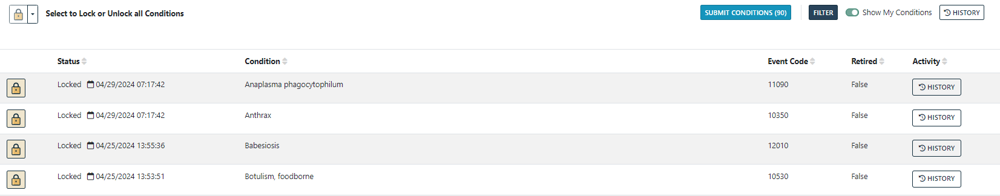 Select to Lock or Unlock all Conditions SUBMIT CONDITIONS (90) FILTER Show My Conditions HISTORY
Status Condition Event Code Retired Activity
Locked 04/29/2024 07:17:42 Anaplasma phagocytophilum 11090 False HISTORY
Locked 04/29/2024 07:17:42 Anthrax 10350 False HISTORY
Locked 04/25/2024 13:55:36 Babesiosis 12010 False HISTORY
Locked 04/25/2024 13:53:51 Botulism, foodborne 10530 False HISTORY